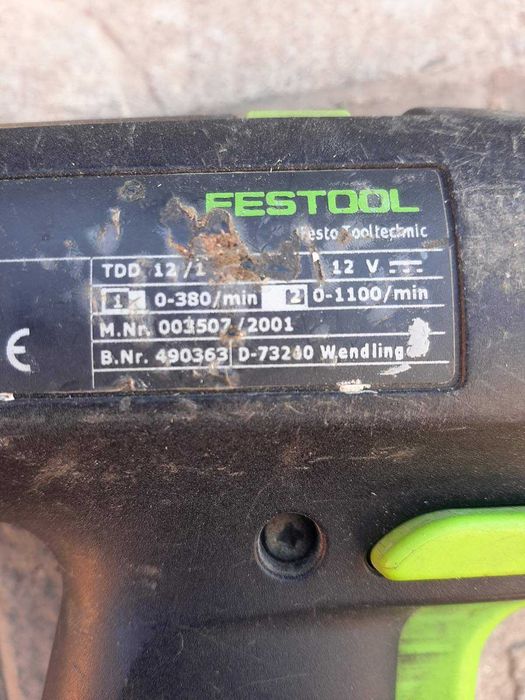 FESTOOL
Festo Tooltechnic
TDD 12/1 12 V
1 0-380/min 2 0-1100/min
M.Nr. 003507/2001
B.Nr. 490363 D-73240 Wendling
CE